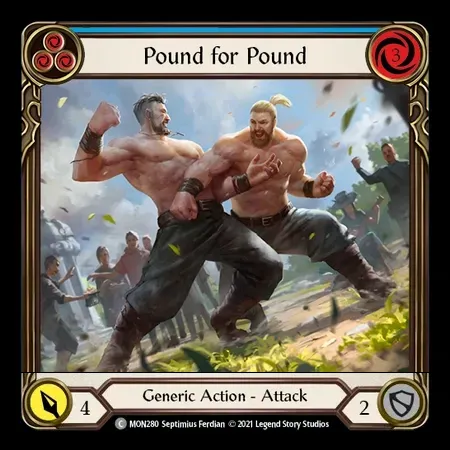 Pound for Pound
3
4
Generic Action - Attack
2
C MON280 Septimius Ferdian © 2021 Legend Story Studios